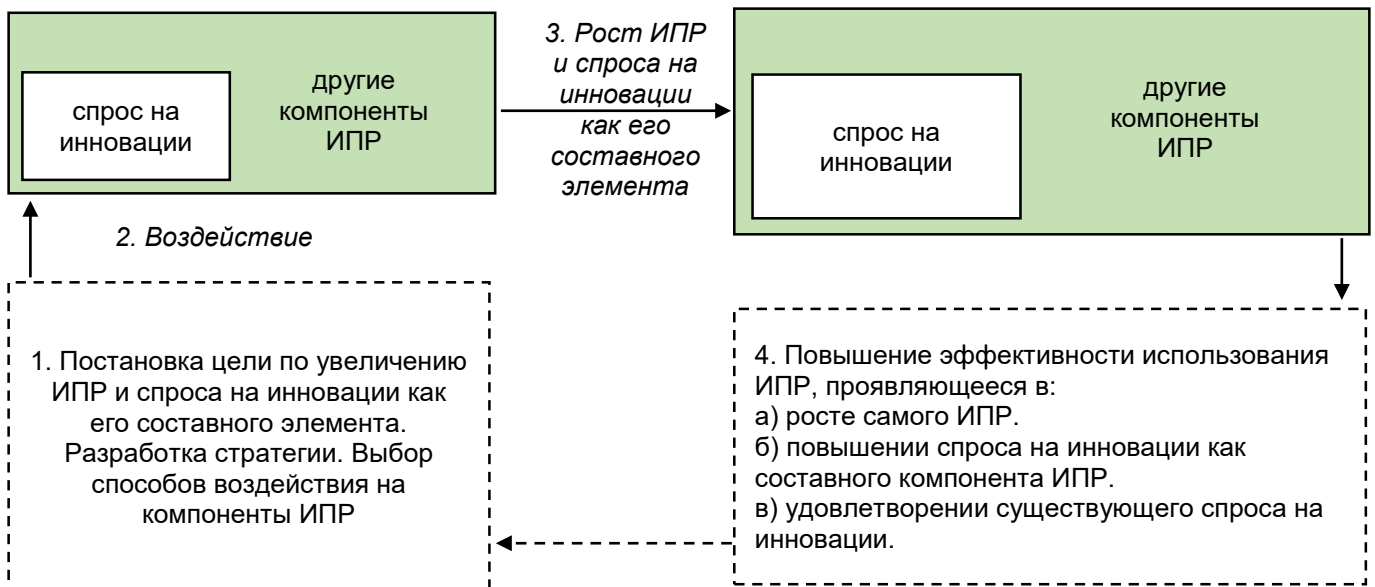 спрос на
инновации
другие
компоненты
ИПР
3. Рост ИПР
и спроса на
инновации
как его
составного
элемента
спрос на
инновации
другие
компоненты
ИПР
2. Воздействие
1. Постановка цели по увеличению
ИПР и спроса на инновации как
его составного элемента.
Разработка стратегии. Выбор
способов воздействия на
компоненты ИПР
4. Повышение эффективности использования
ИПР, проявляющееся в:
а) росте самого ИПР.
б) повышении спроса на инновации как
составного компонента ИПР.
в) удовлетворении существующего спроса на
инновации.